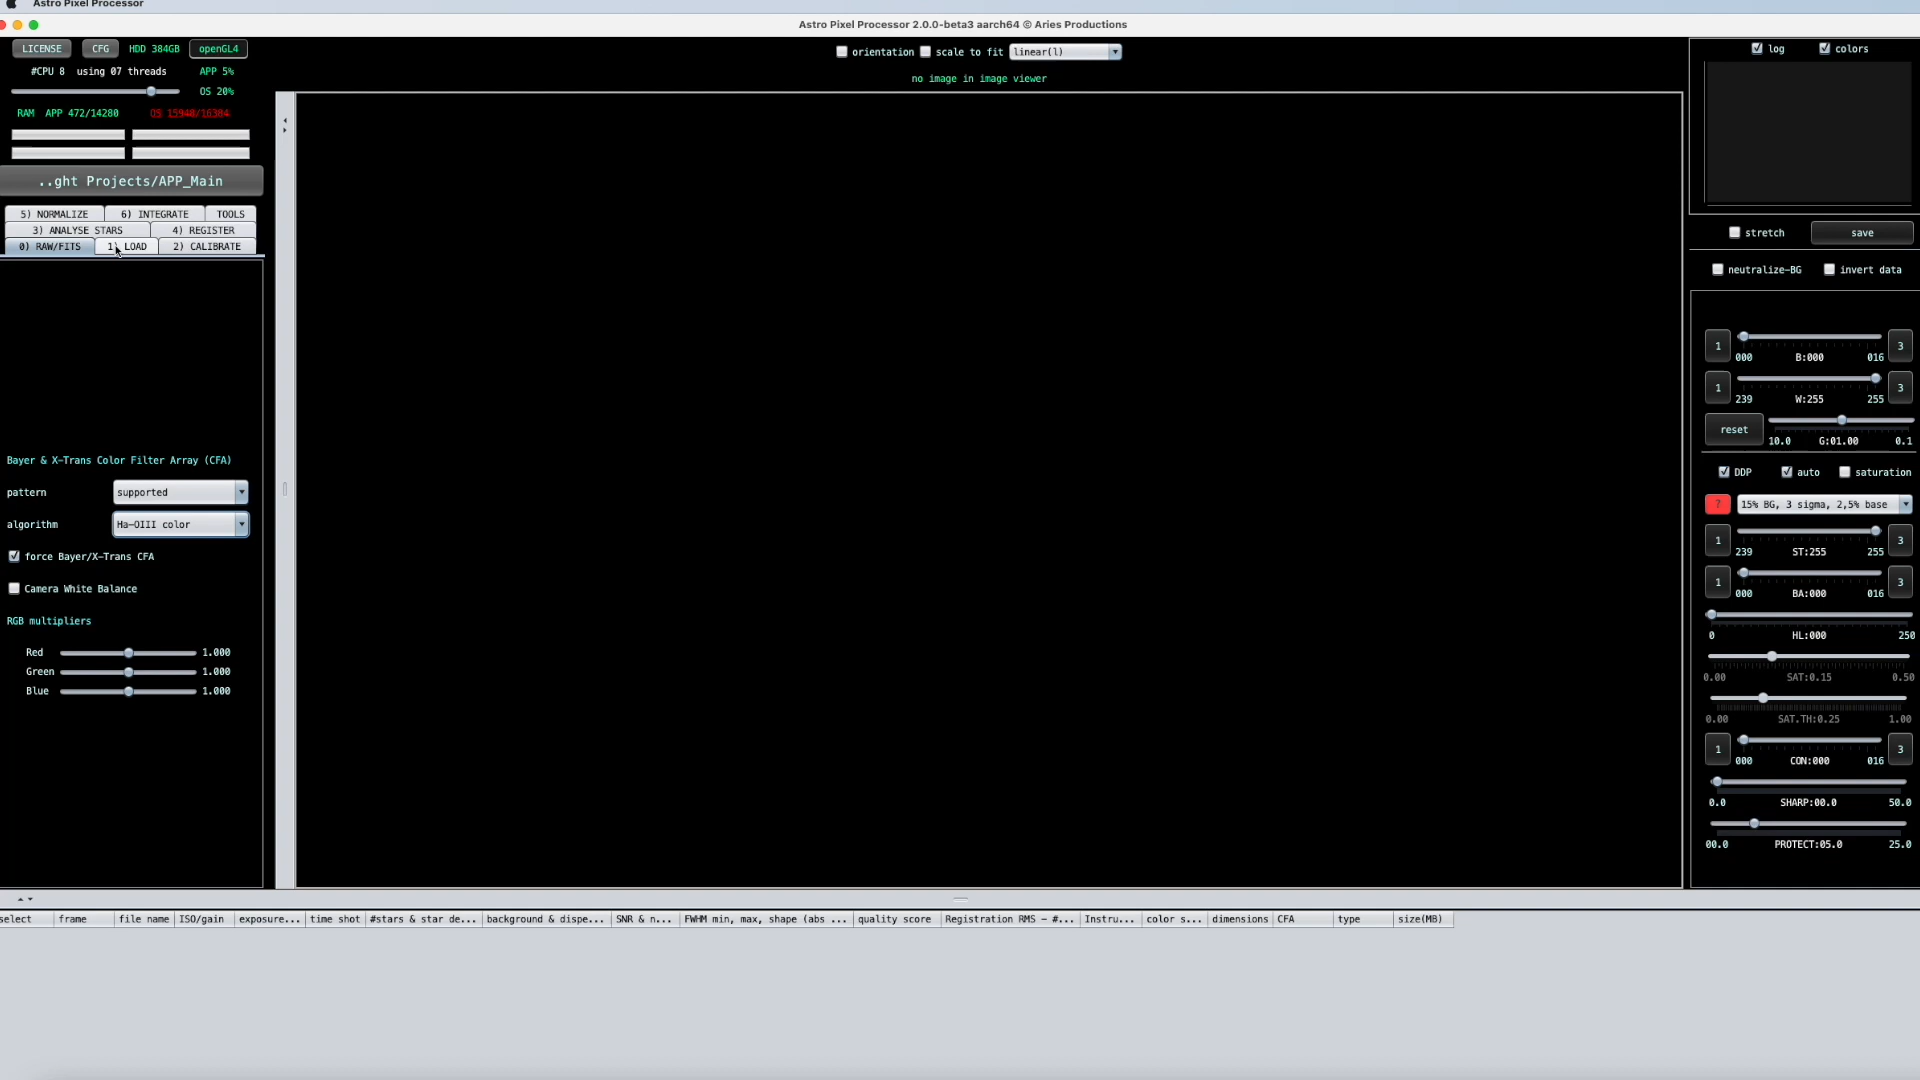 Astro Pixel Processor
Astro Pixel Processor 2.0.0-beta3 aarch64 © Aries Productions
LICENSE CFG HDD 384GB openGL4
#CPU 8 using 07 threads APP 5%
OS 20%
RAM APP 472/14280 OS 15940/16384
..ght Projects/APP_Main
5) NORMALIZE 6) INTEGRATE TOOLS
3) ANALYSE STARS 4) REGISTER
0) RAW/FITS 1) LOAD 2) CALIBRATE
Bayer & X-Trans Color Filter Array (CFA)
pattern supported
algorithm Ha-OIII color
force Bayer/X-Trans CFA
Camera White Balance
RGB multipliers
Red 1.000
Green 1.000
Blue 1.000
orientation scale to fit linear(l)
no image in image viewer
log colors
stretch save
neutralize-BG invert data
1 3
000 B:000 016
1 3
239 W:255 255
reset
10.0 G:01.00 0.1
DDP auto saturation
? 15% BG, 3 sigma, 2,5% base
1 3
239 ST:255 255
1 3
000 BA:000 016
0 HL:000 250
0.00 SAT:0.15 0.50
0.00 SAT.TH:0.25 1.00
1 3
000 CON:000 016
0.0 SHARP:00.0 50.0
00.0 PROTECT:05.0 25.0
select frame file name ISO/gain exposure... time shot #stars & star de... background & dispe... SNR & n... FWHM min, max, shape (abs ... quality score Registration RMS - #... Instru... color s... dimensions CFA type size(MB)